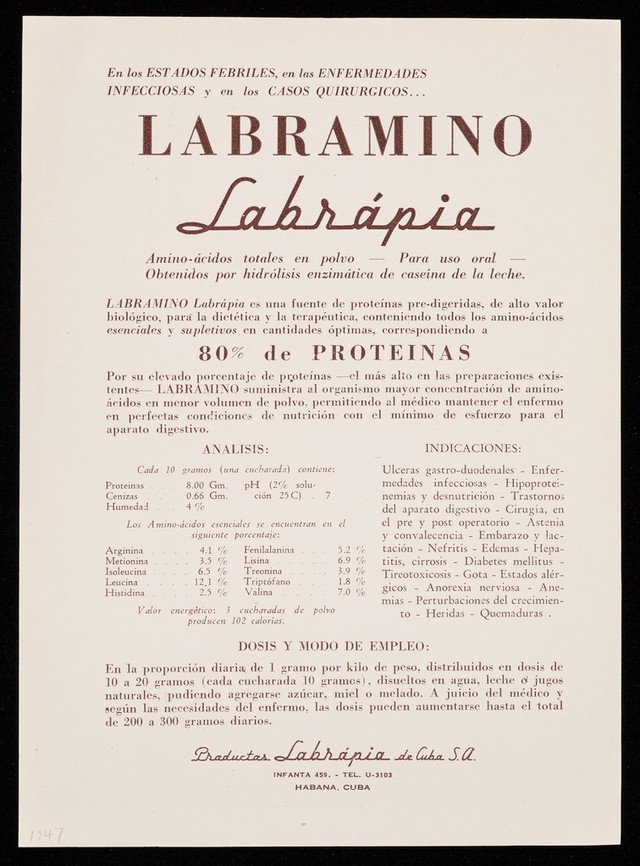 En los ESTADOS FEBRILES, en las ENFERMEDADES
INFECCIOSAS y en los CASOS QUIRURGICOS...
LABRAMINO
Labrápia
Amino-ácidos totales en polvo — Para uso oral —
Obtenidos por hidrólisis enzimática de caseína de la leche.
LABRAMINO Labrápia es una fuente de proteínas pre-digeridas, de alto valor
biológico, para la dietética y la terapéutica, conteniendo todos los amino-ácidos
esenciales y supletivos en cantidades óptimas, correspondiendo a
80% de PROTEINAS
Por su elevado porcentaje de proteínas —el más alto en las preparaciones exis-
tentes— LABRAMINO suministra al organismo mayor concentración de amino-
ácidos en menor volumen de polvo, permitiendo al médico mantener el enfermo
en perfectas condiciones de nutrición con el mínimo de esfuerzo para el
aparato digestivo.
ANALISIS:
Cada 10 gramos (una cucharada) contiene:
Proteinas . . . 8.00 Gm. pH (2% solu-
Cenizas . . . 0.66 Gm. ción 25C) . 7
Humedad . . . 4 %
Los Amino-ácidos esenciales se encuentran en el
siguiente porcentaje:
Arginina . . . . 4.1 % Fenilalanina . . . 5.2 %
Metionina . . . . 3.5 % Lisina . . . . 6.9 %
Isoleucina . . . . 6.5 % Treonina . . . . 3.9 %
Leucina . . . . 12,1 % Triptófano . . . . 1.8 %
Histidina . . . . 2.5 % Valina . . . . 7.0 %
Valor energético: 3 cucharadas de polvo
producen 102 calorías.
INDICACIONES:
Ulceras gastro-duodenales - Enfer-
medades infecciosas - Hipoprotei-
nemias y desnutrición - Trastornos
del aparato digestivo - Cirugía, en
el pre y post operatorio - Astenia
y convalecencia - Embarazo y lac-
tación - Nefritis - Edemas - Hepa-
titis, cirrosis - Diabetes mellitus -
Tireotoxicosis - Gota - Estados alér-
gicos - Anorexia nerviosa - Ane-
mias - Perturbaciones del crecimien-
to - Heridas - Quemaduras .
DOSIS Y MODO DE EMPLEO:
En la proporción diaria de 1 gramo por kilo de peso, distribuidos en dosis de
10 a 20 gramos (cada cucharada 10 gramos), disueltos en agua, leche o jugos
naturales, pudiendo agregarse azúcar, miel o melado. A juicio del médico y
según las necesidades del enfermo, las dosis pueden aumentarse hasta el total
de 200 a 300 gramos diarios.
Productos Labrápia de Cuba S.A.
INFANTA 459. - TEL. U-3103
HABANA, CUBA
1947